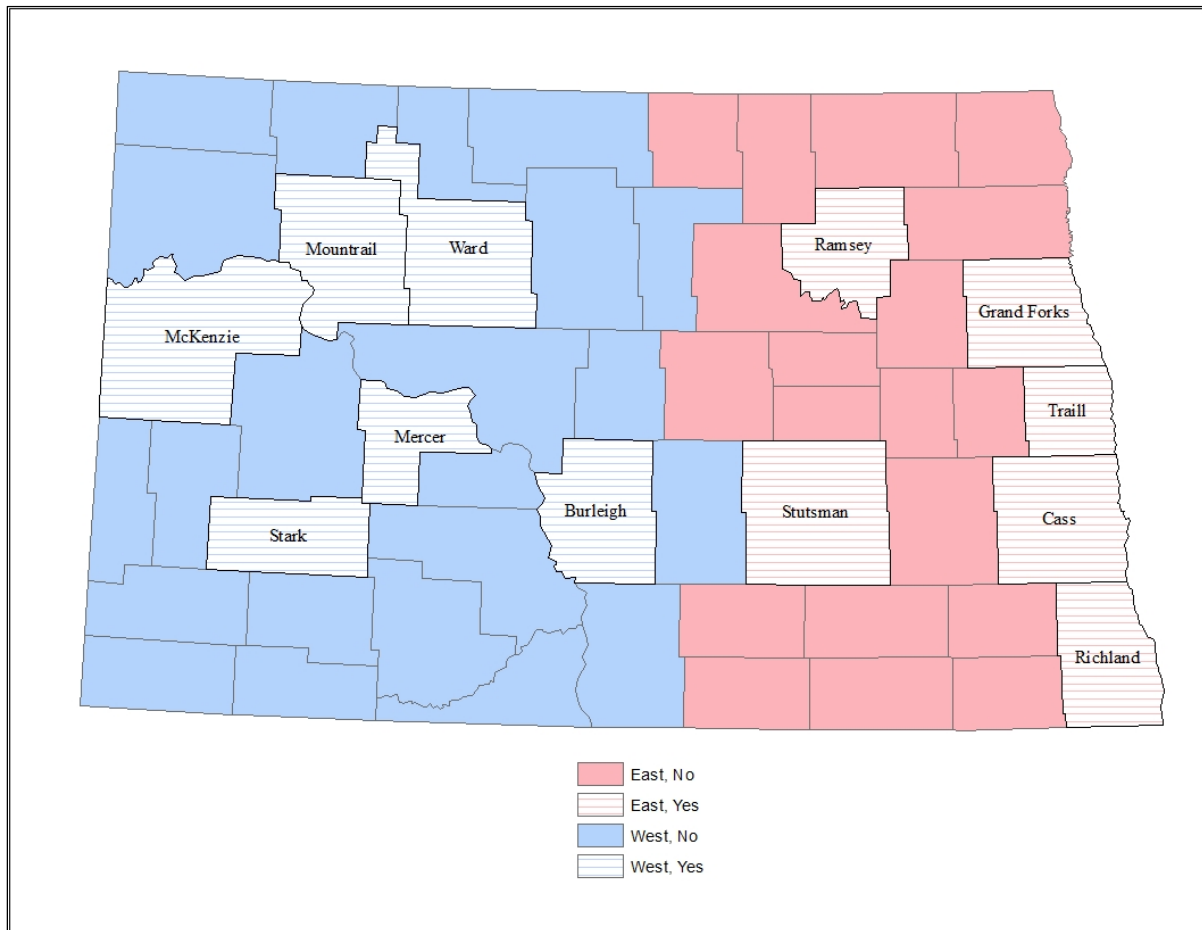 Mountrail
Ward
Ramsey
Grand Forks
McKenzie
Traill
Mercer
Burleigh
Stutsman
Cass
Stark
Richland
East, No
East, Yes
West, No
West, Yes